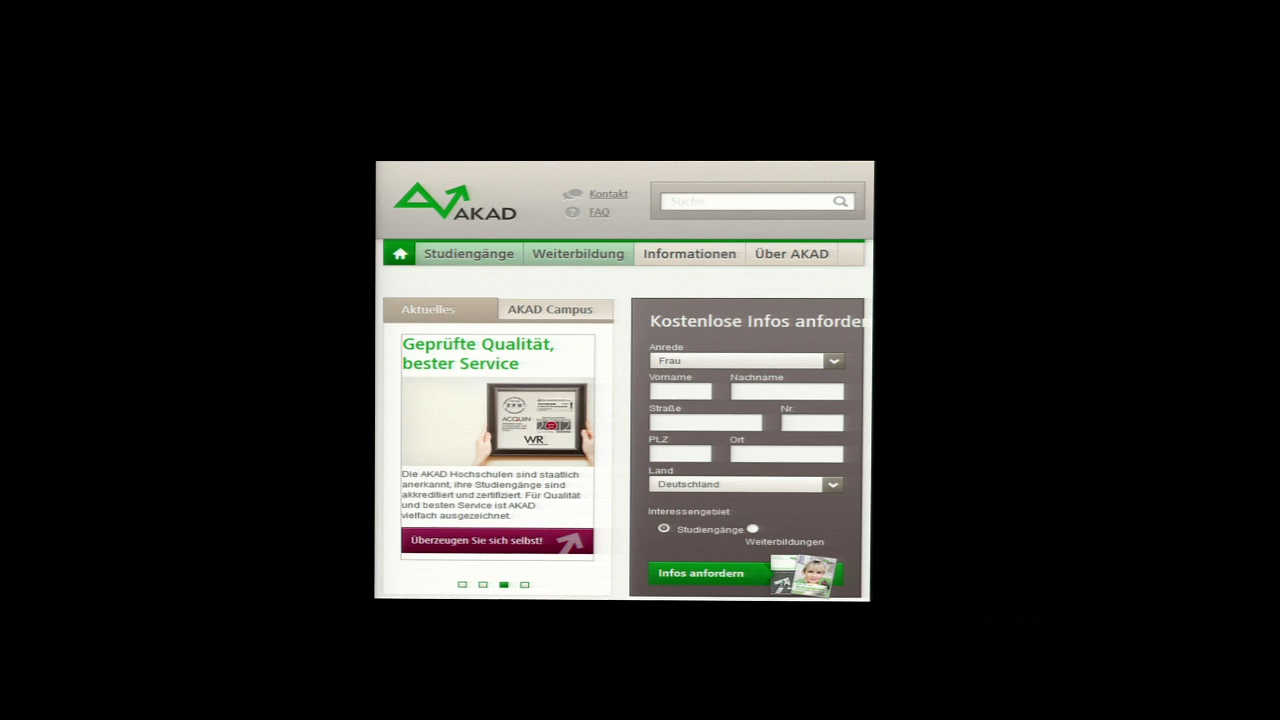 AKAD
Kontakt
FAQ
Suche
Studiengänge
Weiterbildung
Informationen
Über AKAD
Aktuelles
AKAD Campus
Geprüfte Qualität,
bester Service
ACQUIN
2012
WR
Die AKAD Hochschulen sind staatlich
anerkannt, ihre Studiengänge sind
akkreditiert und zertifiziert. Für Qualität
und besten Service ist AKAD
vielfach ausgezeichnet.
Überzeugen Sie sich selbst!
Kostenlose Infos anforder
Anrede
Frau
Vorname Nachname
Straße Nr.
PLZ Ort
Land
Deutschland
Interessengebiet
Studiengänge
Weiterbildungen
Infos anfordern